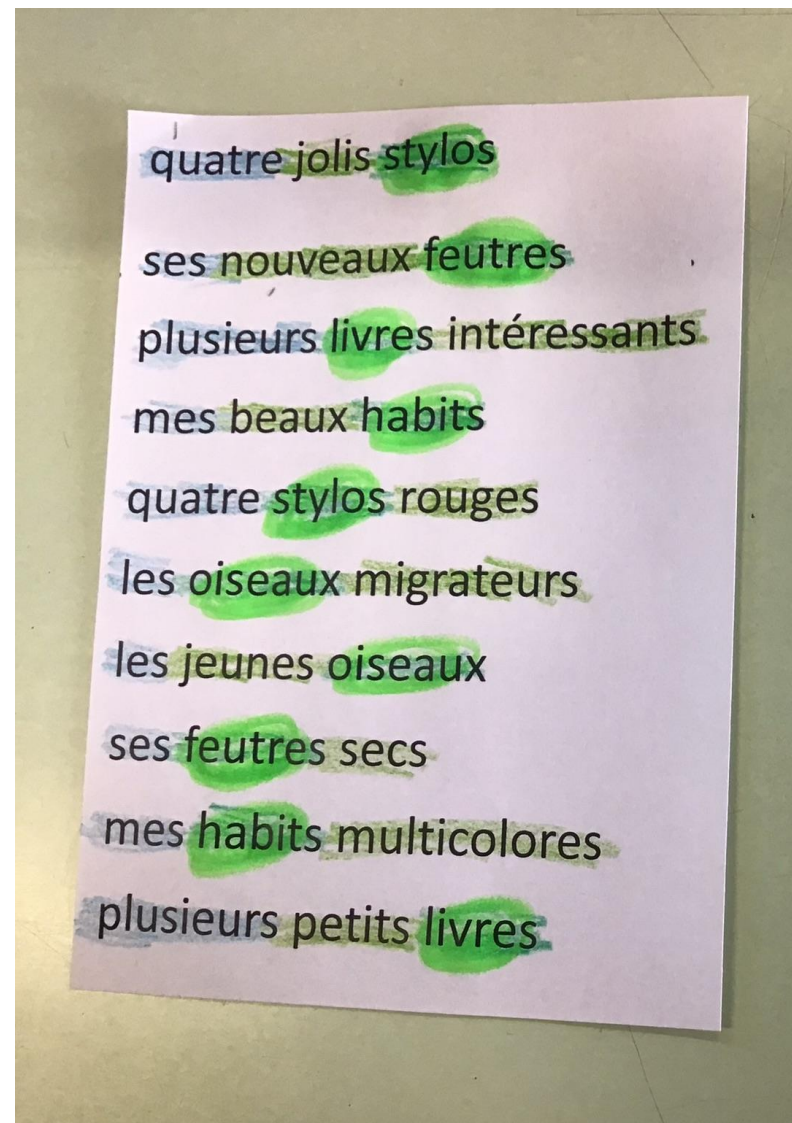 quatre jolis stylos
ses nouveaux feutres
plusieurs livres intéressants
mes beaux habits
quatre stylos rouges
les oiseaux migrateurs
les jeunes oiseaux
ses feutres secs
mes habits multicolores
plusieurs petits livres